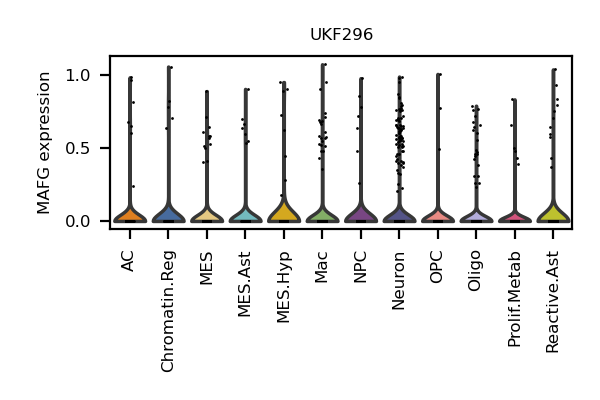 UKF296
MAFG expression
1.0
0.5
0.0
AC
Chromatin.Reg
MES
MES.Ast
MES.Hyp
Mac
NPC
Neuron
OPC
Oligo
Prolif.Metab
Reactive.Ast